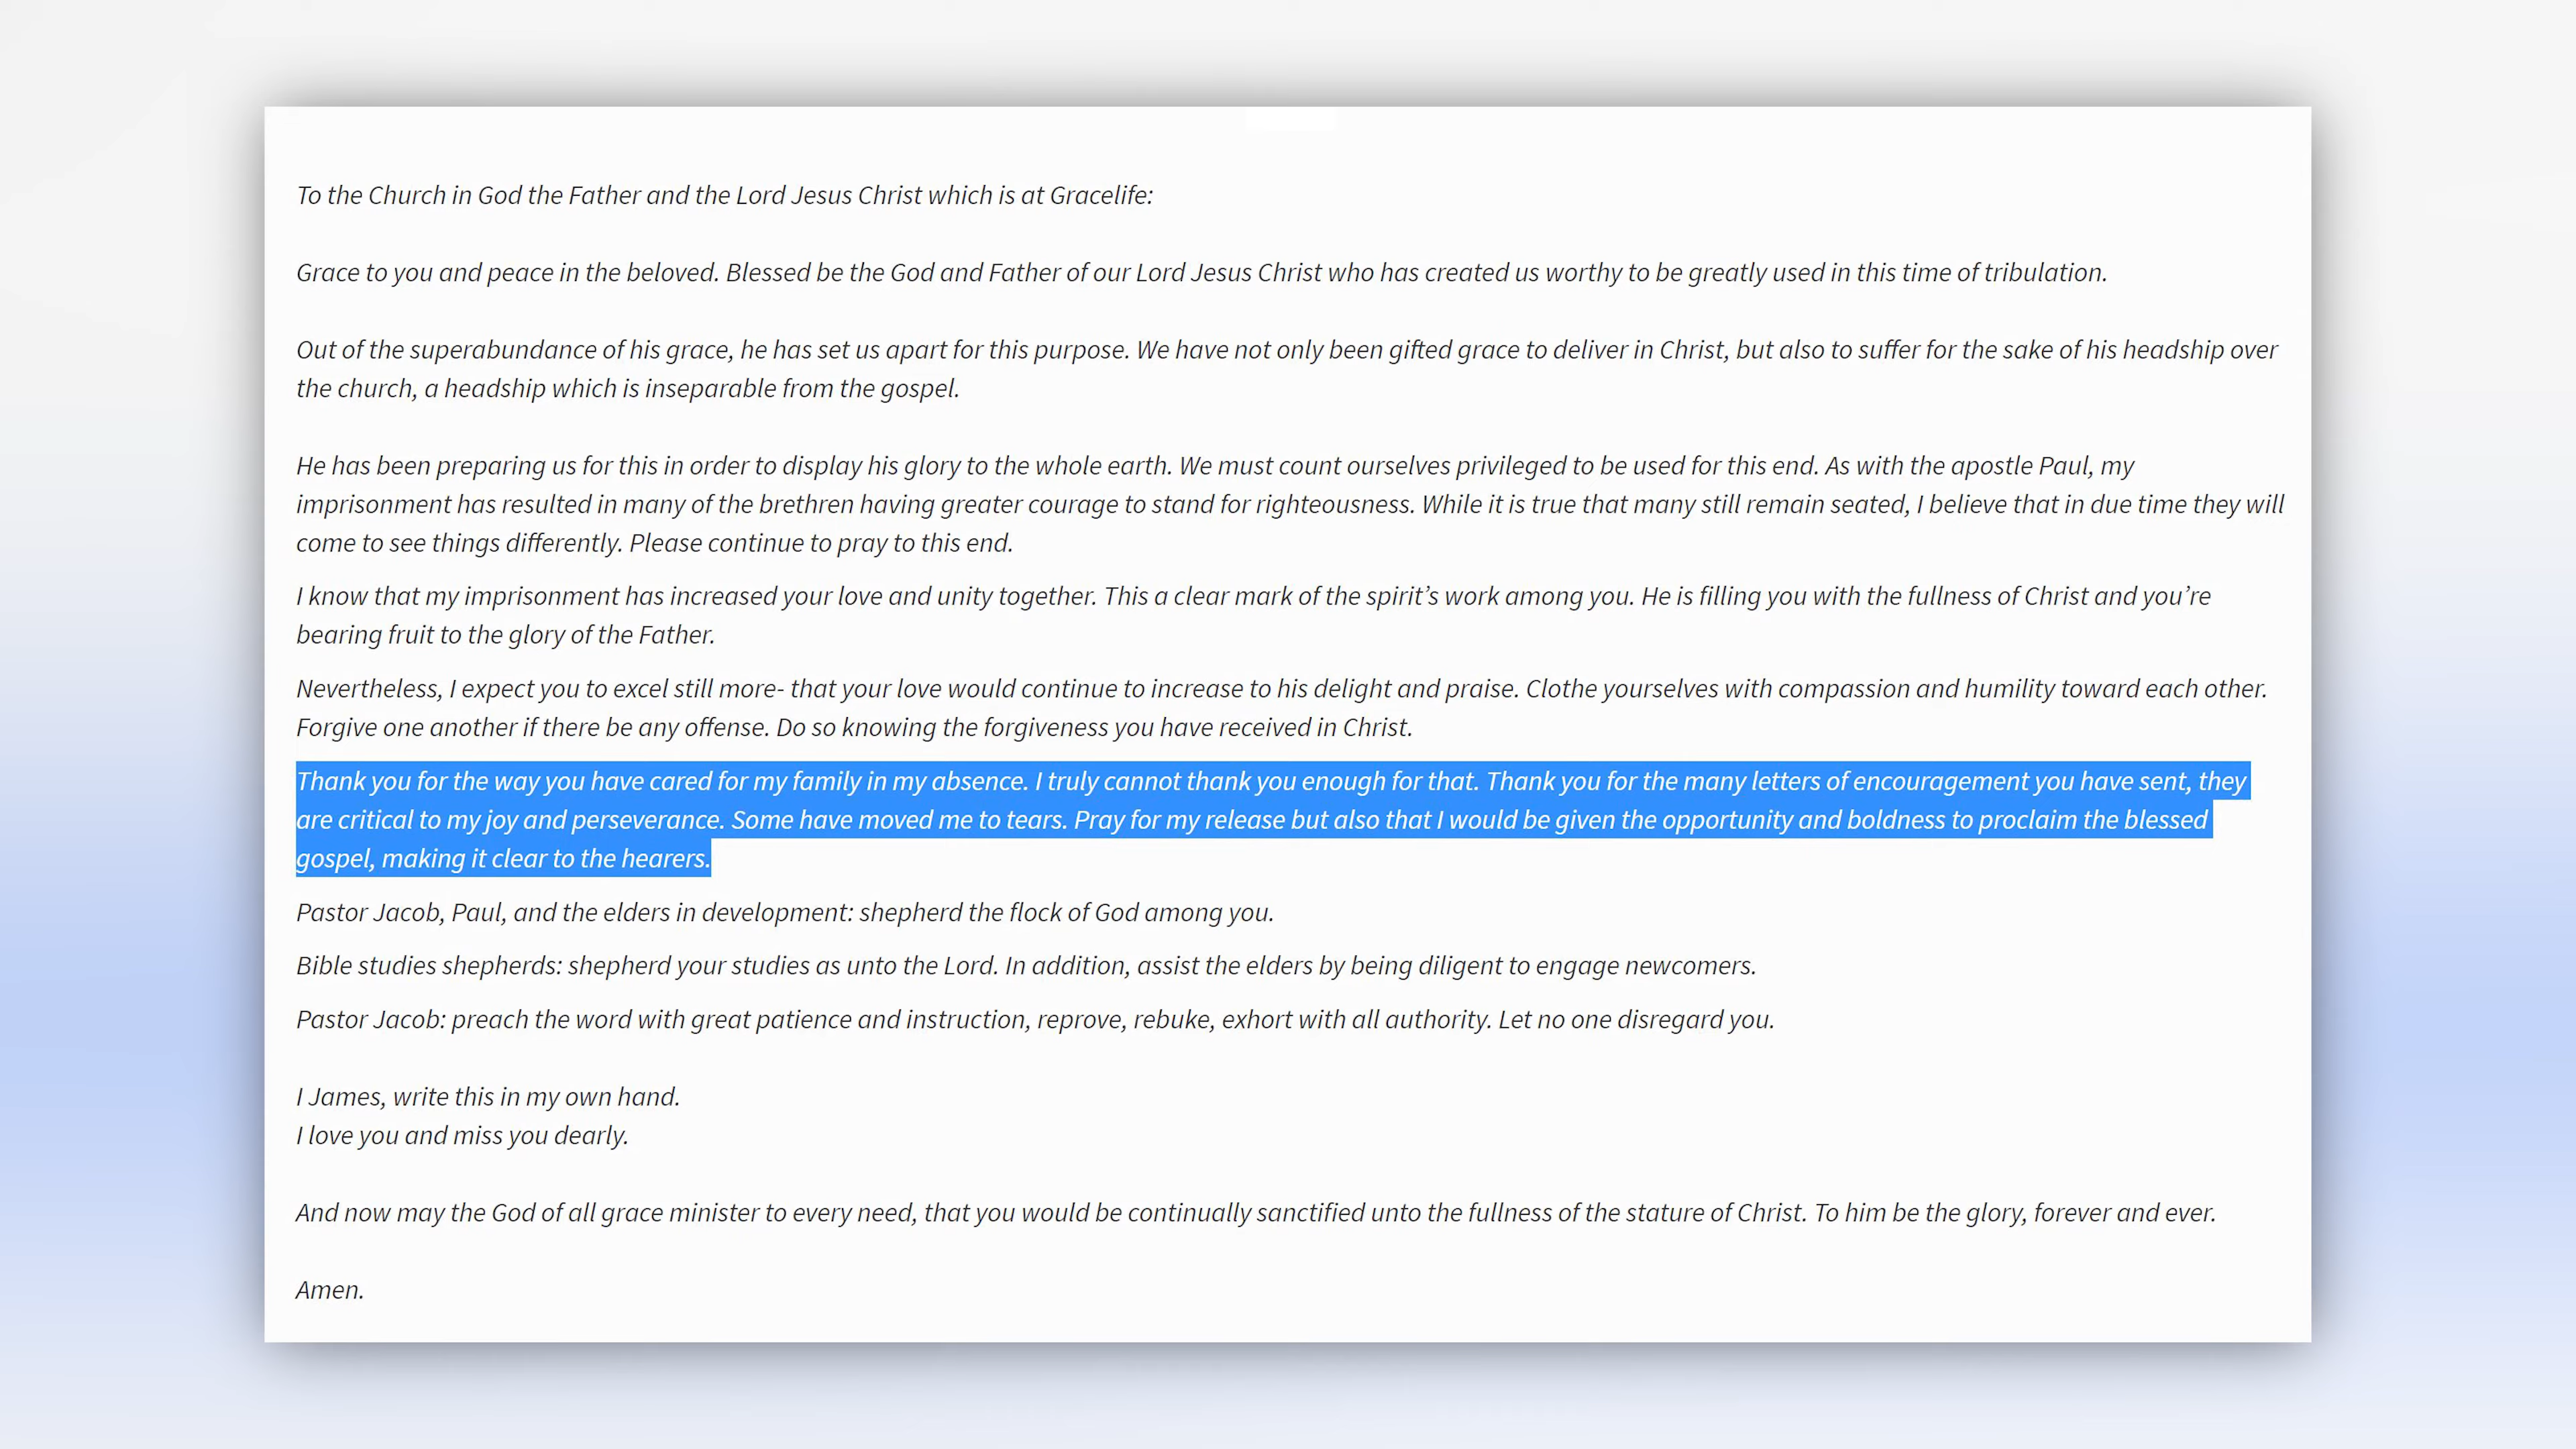 To the Church in God the Father and the Lord Jesus Christ which is at Gracelife:
Grace to you and peace in the beloved. Blessed be the God and Father of our Lord Jesus Christ who has created us worthy to be greatly used in this time of tribulation.
Out of the superabundance of his grace, he has set us apart for this purpose. We have not only been gifted grace to deliver in Christ, but also to suffer for the sake of his headship over
the church, a headship which is inseparable from the gospel.
He has been preparing us for this in order to display his glory to the whole earth. We must count ourselves privileged to be used for this end. As with the apostle Paul, my
imprisonment has resulted in many of the brethren having greater courage to stand for righteousness. While it is true that many still remain seated, I believe that in due time they will
come to see things differently. Please continue to pray to this end.
I know that my imprisonment has increased your love and unity together. This a clear mark of the spirit’s work among you. He is filling you with the fullness of Christ and you’re
bearing fruit to the glory of the Father.
Nevertheless, I expect you to excel still more- that your love would continue to increase to his delight and praise. Clothe yourselves with compassion and humility toward each other.
Forgive one another if there be any offense. Do so knowing the forgiveness you have received in Christ.
Thank you for the way you have cared for my family in my absence. I truly cannot thank you enough for that. Thank you for the many letters of encouragement you have sent, they
are critical to my joy and perseverance. Some have moved me to tears. Pray for my release but also that I would be given the opportunity and boldness to proclaim the blessed
gospel, making it clear to the hearers.
Pastor Jacob, Paul, and the elders in development: shepherd the flock of God among you.
Bible studies shepherds: shepherd your studies as unto the Lord. In addition, assist the elders by being diligent to engage newcomers.
Pastor Jacob: preach the word with great patience and instruction, reprove, rebuke, exhort with all authority. Let no one disregard you.
I James, write this in my own hand.
I love you and miss you dearly.
And now may the God of all grace minister to every need, that you would be continually sanctified unto the fullness of the stature of Christ. To him be the glory, forever and ever.
Amen.